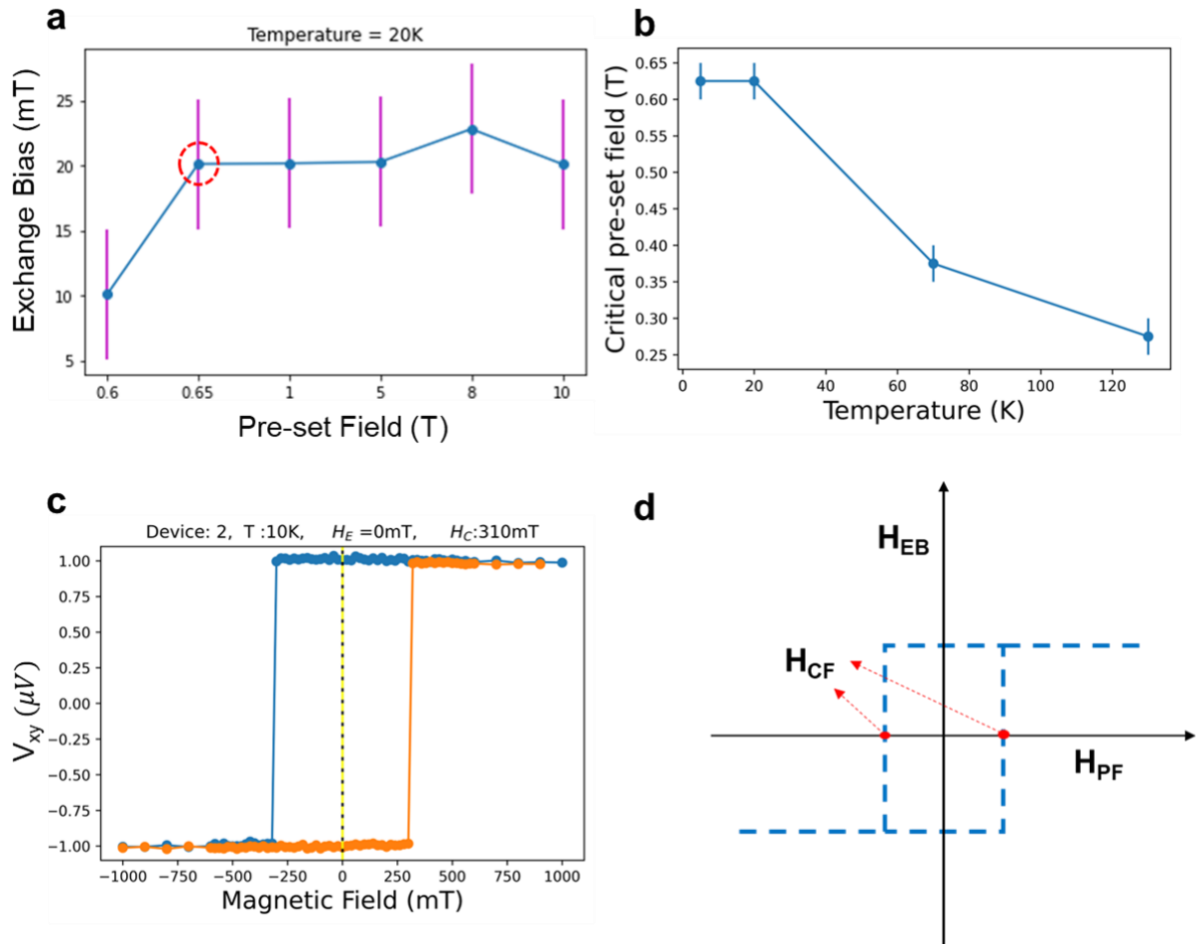 a
Temperature = 20K
Exchange Bias (mT)
25
20
15
10
5
0.6 0.65 1 5 8 10
Pre-set Field (T)
b
Critical pre-set field (T)
0.65
0.60
0.55
0.50
0.45
0.40
0.35
0.30
0.25
0 20 40 60 80 100 120
Temperature (K)
c
Device: 2, T :10K, H_E =0mT, H_C:310mT
V_xy (μV)
1.00
0.75
0.50
0.25
0.00
−0.25
−0.50
−0.75
−1.00
−1000 −750 −500 −250 0 250 500 750 1000
Magnetic Field (mT)
d
H_EB
H_CF
H_PF